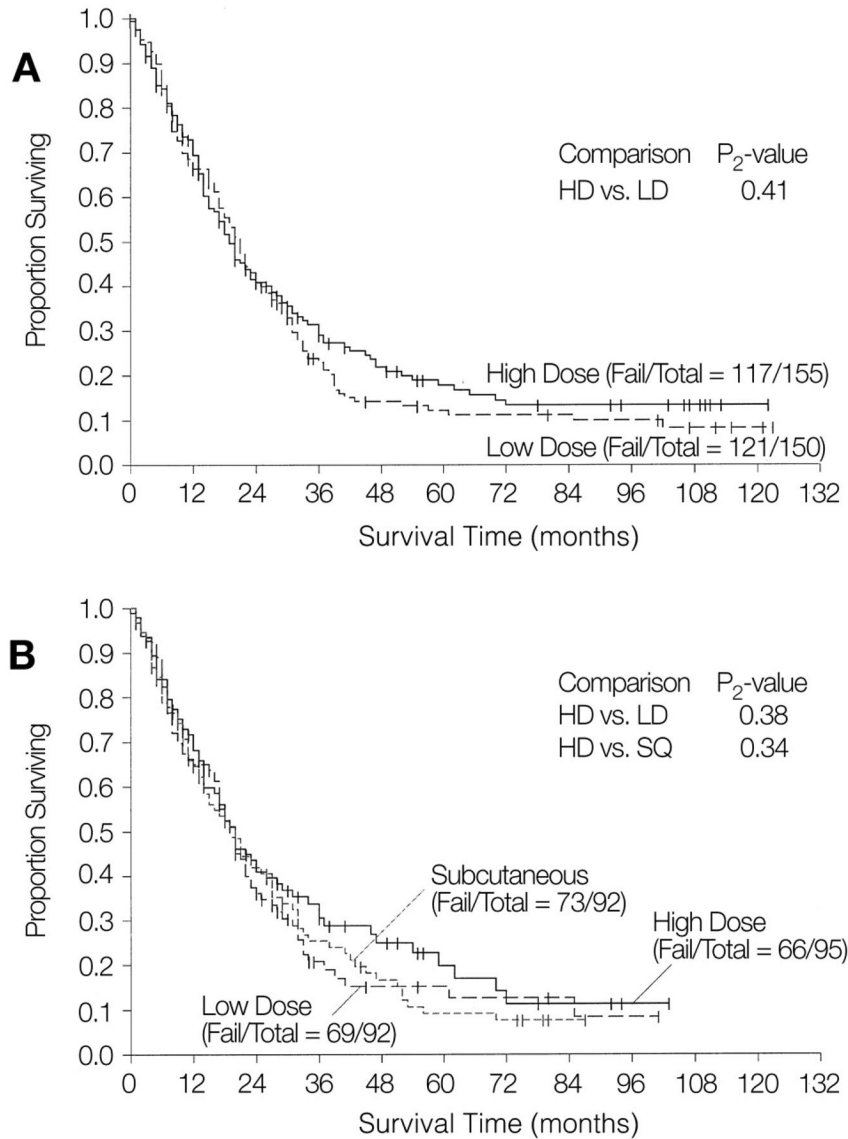 A
Proportion Surviving
1.0
0.9
0.8
0.7
0.6
0.5
0.4
0.3
0.2
0.1
0.0
Comparison P₂-value
HD vs. LD 0.41
High Dose (Fail/Total = 117/155)
Low Dose (Fail/Total = 121/150)
0 12 24 36 48 60 72 84 96 108 120 132
Survival Time (months)
B
Proportion Surviving
1.0
0.9
0.8
0.7
0.6
0.5
0.4
0.3
0.2
0.1
0.0
Comparison P₂-value
HD vs. LD 0.38
HD vs. SQ 0.34
Subcutaneous
(Fail/Total = 73/92)
High Dose
(Fail/Total = 66/95)
Low Dose
(Fail/Total = 69/92)
0 12 24 36 48 60 72 84 96 108 120 132
Survival Time (months)